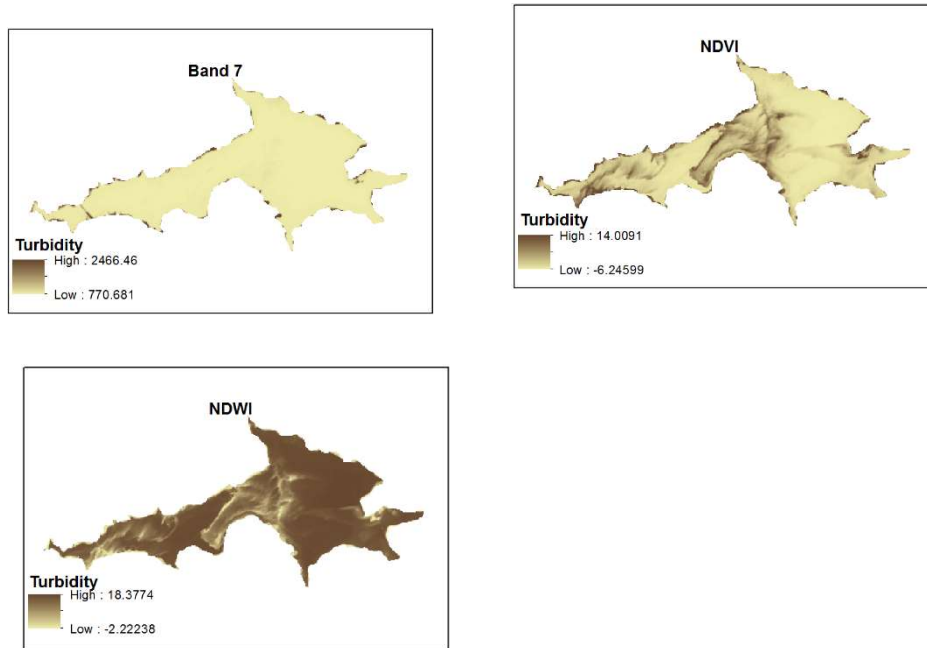 Band 7
Turbidity
High : 2466.46
Low : 770.681
NDVI
Turbidity
High : 14.0091
Low : -6.24599
NDWI
Turbidity
High : 18.3774
Low : -2.22238